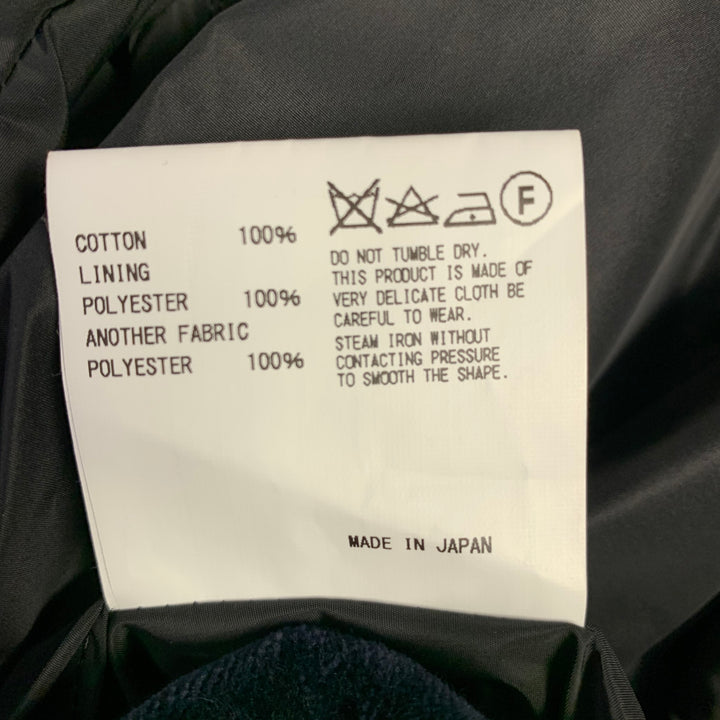 COTTON 100%
LINING
POLYESTER 100%
ANOTHER FABRIC
POLYESTER 100%
F
DO NOT TUMBLE DRY.
THIS PRODUCT IS MADE OF
VERY DELICATE CLOTH BE
CAREFUL TO WEAR.
STEAM IRON WITHOUT
CONTACTING PRESSURE
TO SMOOTH THE SHAPE.
MADE IN JAPAN